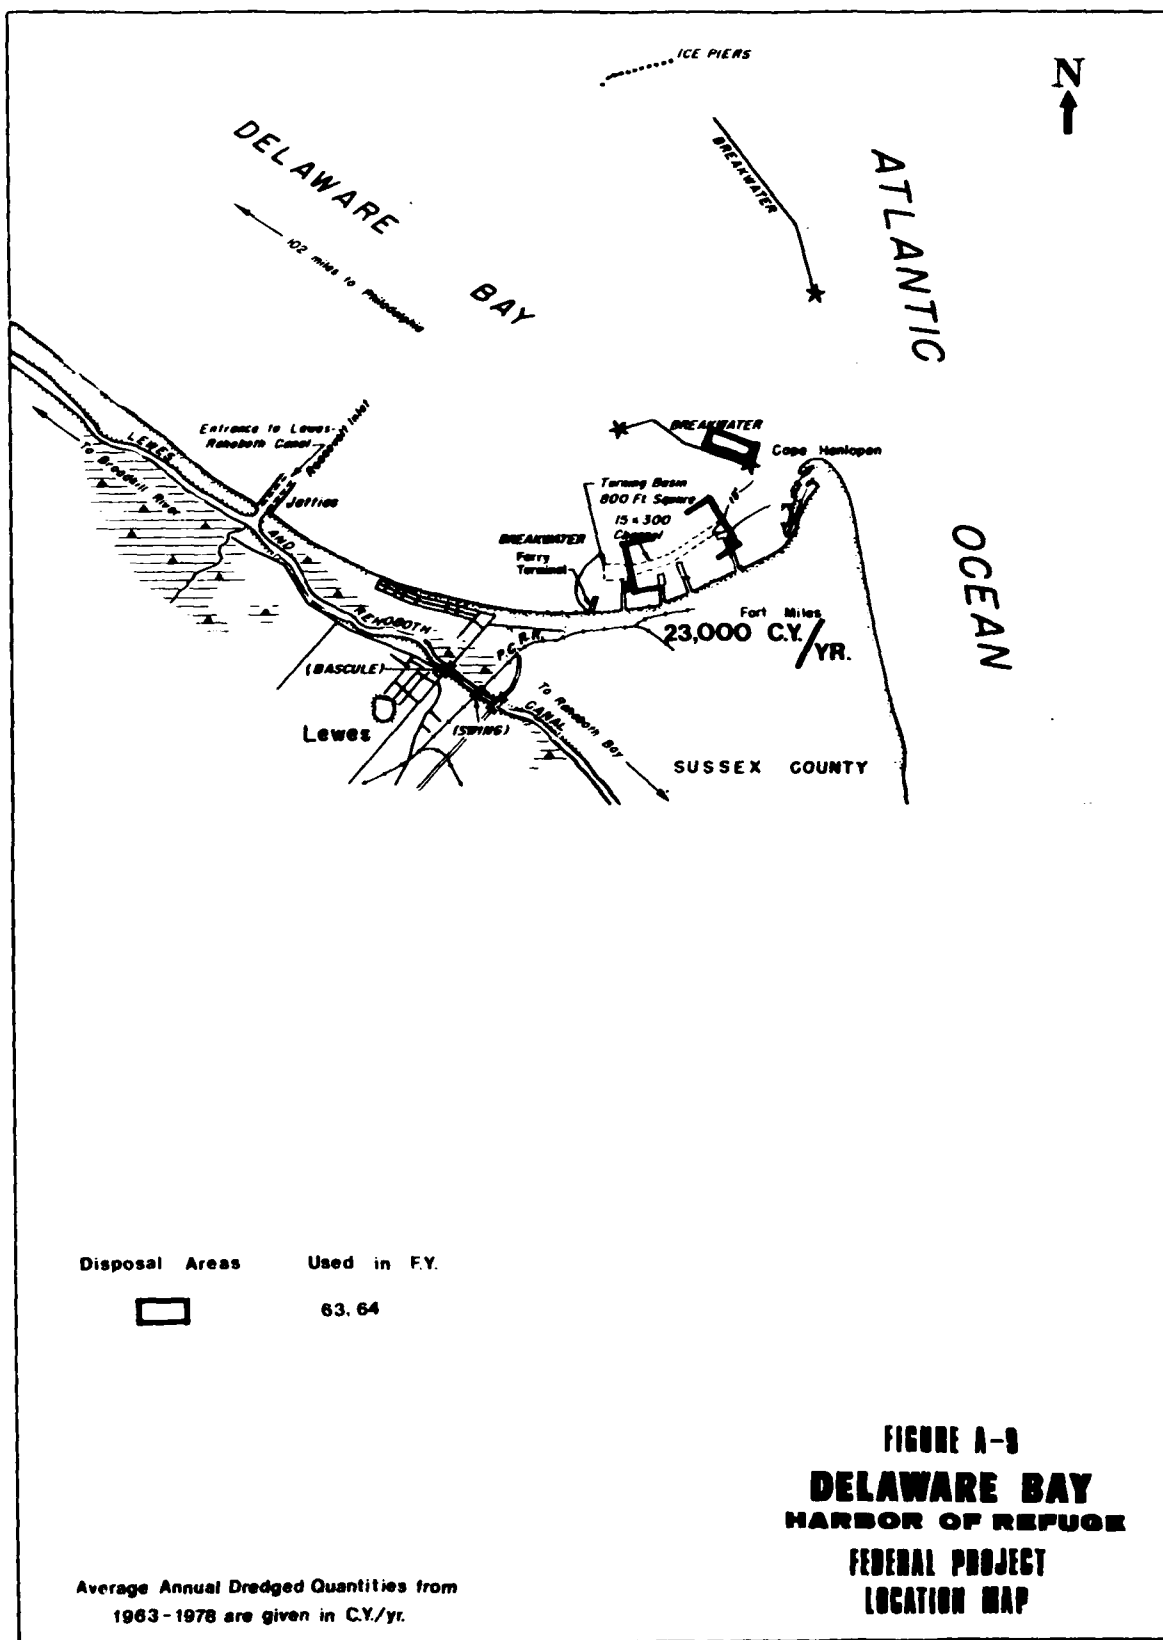 ICE PIERS
N
DELAWARE
BAY
102 miles to Philadelphia
BREAKWATER
ATLANTIC
OCEAN
Entrance to Lewes-
Rehoboth Canal
Roosevelt Inlet
Jetties
To Broadkill River
LEWES
AND
REHOBOTH
CANAL
BREAKWATER
Cape Henlopen
Turning Basin
800 Ft Square
15 x 300
Channel
15'
BREAKWATER
Ferry
Terminal
Fort Miles
23,000 C.Y./YR.
P.C.R.R.
(BASCULE)
Lewes
(SWING)
To Rehoboth Bay
SUSSEX COUNTY
Disposal Areas Used in F.Y.
63, 64
FIGURE A-9
DELAWARE BAY
HARBOR OF REFUGE
FEDERAL PROJECT
LOCATION MAP
Average Annual Dredged Quantities from
1963-1978 are given in C.Y./yr.